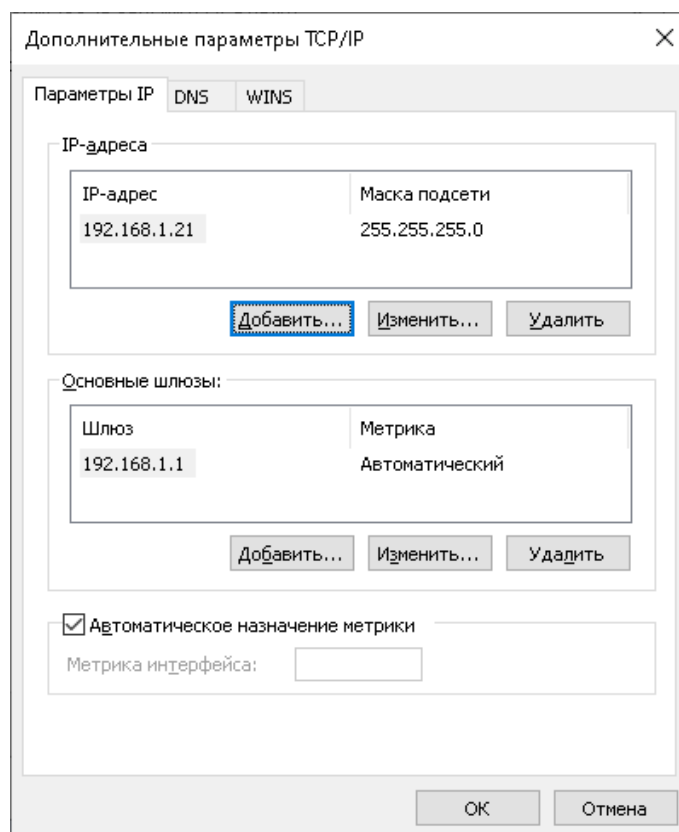 Дополнительные параметры TCP/IP
Параметры IP DNS WINS
IP-адреса
IP-адрес Маска подсети
192.168.1.21 255.255.255.0
Добавить... Изменить... Удалить
Основные шлюзы:
Шлюз Метрика
192.168.1.1 Автоматический
Добавить... Изменить... Удалить
Автоматическое назначение метрики
Метрика интерфейса:
ОК Отмена